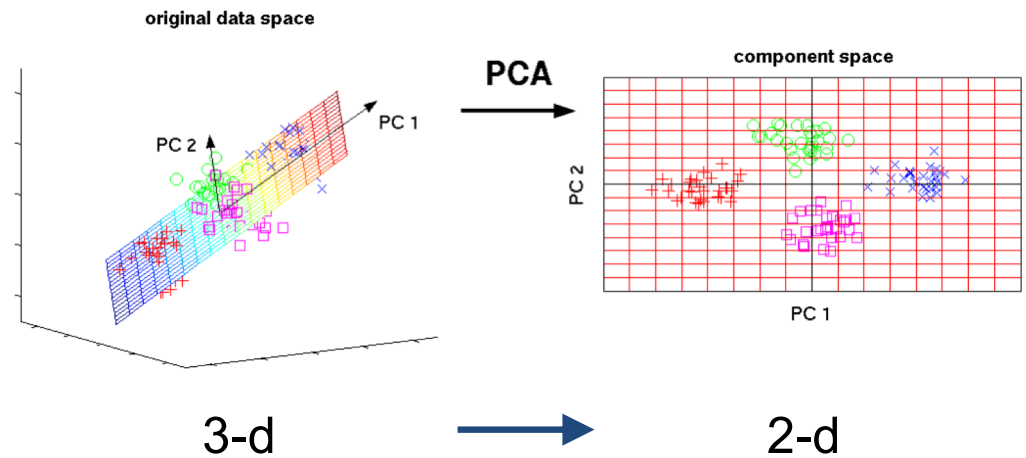 original data space
PC 2
PC 1
PCA
component space
PC 2
PC 1
3-d
2-d